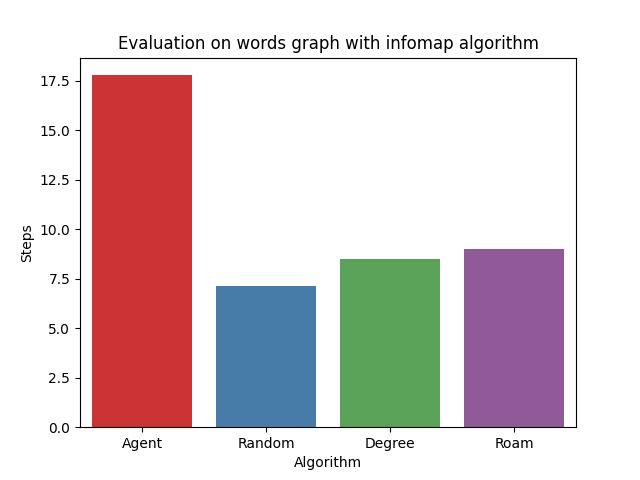 Evaluation on words graph with infomap algorithm
17.5
15.0
12.5
10.0
7.5
5.0
2.5
0.0
Steps
Agent Random Degree Roam
Algorithm